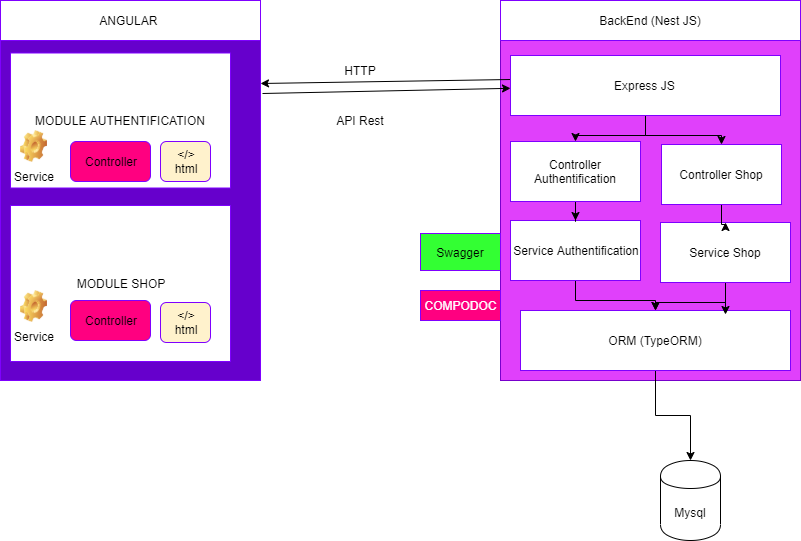 ANGULAR
MODULE AUTHENTIFICATION
Service
Controller
</>
html
MODULE SHOP
Service
Controller
</>
html
HTTP
API Rest
Swagger
COMPODOC
BackEnd (Nest JS)
Express JS
Controller
Authentification
Controller Shop
Service Authentification
Service Shop
ORM (TypeORM)
Mysql